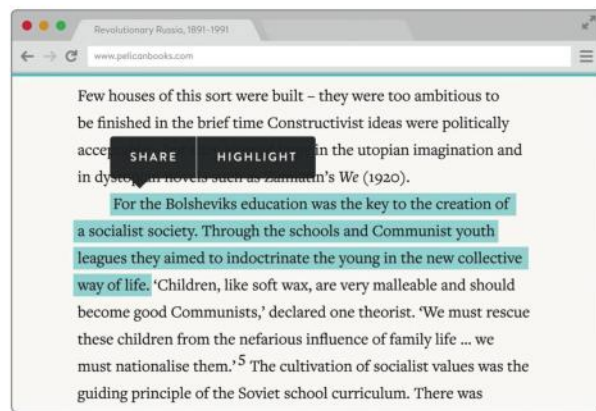 Revolutionary Russia, 1891-1991
www.pelicanbooks.com
Few houses of this sort were built – they were too ambitious to
be finished in the brief time Constructivist ideas were politically
in the utopian imagination and
SHARE HIGHLIGHT
in novels such as Zamiatin’s We (1920).
For the Bolsheviks education was the key to the creation of
a socialist society. Through the schools and Communist youth
leagues they aimed to indoctrinate the young in the new collective
way of life. ‘Children, like soft wax, are very malleable and should
become good Communists,’ declared one theorist. ‘We must rescue
these children from the nefarious influence of family life ... we
must nationalise them.’5 The cultivation of socialist values was the
guiding principle of the Soviet school curriculum. There was